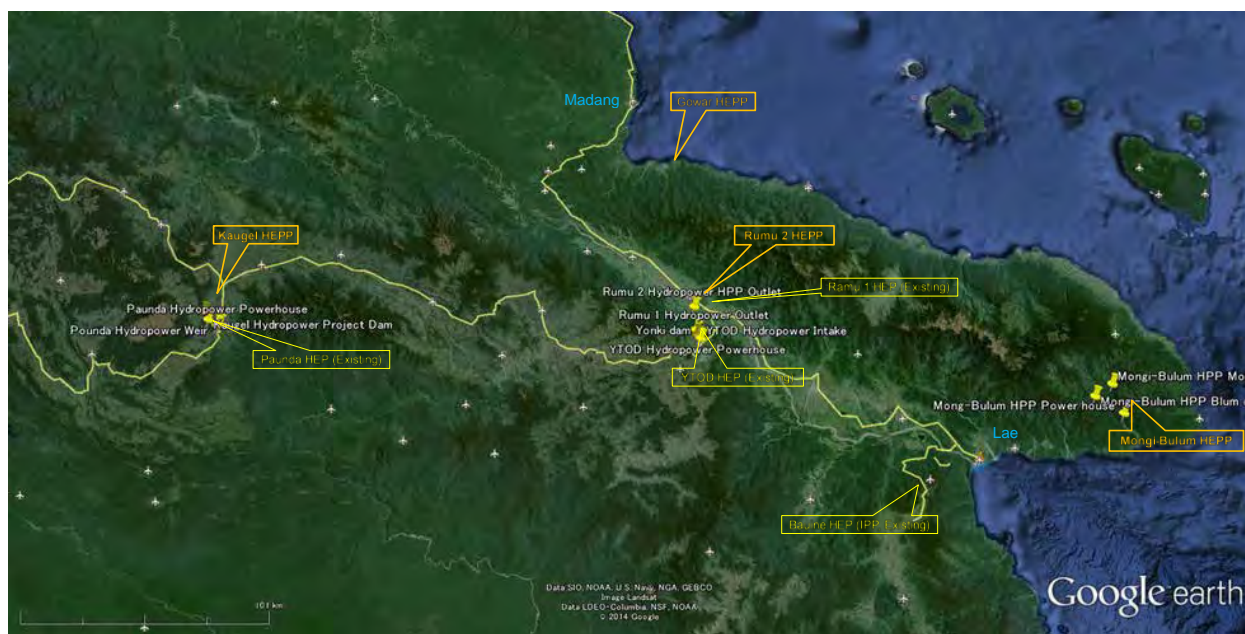 Madang
Gowar HEPP
Kaugel HEPP
Rumu 2 HEPP
Rumu 2 Hydropower HPP Outlet
Ramu 1 HEP (Existing)
Paunda Hydropower Powerhouse
Rumu 1 Hydropower Outlet
Pounda Hydropower Weir
Kaugel Hydropower Project Dam
Yonki dam
YTOD Hydropower Intake
YTOD Hydropower Powerhouse
Paunda HEP (Existing)
YTOD HEP (Existing)
Mongi-Bulum HPP Mo
Mong-Bulum HPP Power house
Mongi-Bulum HPP Blum
Mongi-Bulum HEPP
Lae
Baiune HEP (IPP Existing)
Data SIO, NOAA, U.S. Navy, NGA, GEBCO
Image Landsat
Data LDEO-Columbia, NSF, NOAA
© 2014 Google
101 km
Google earth